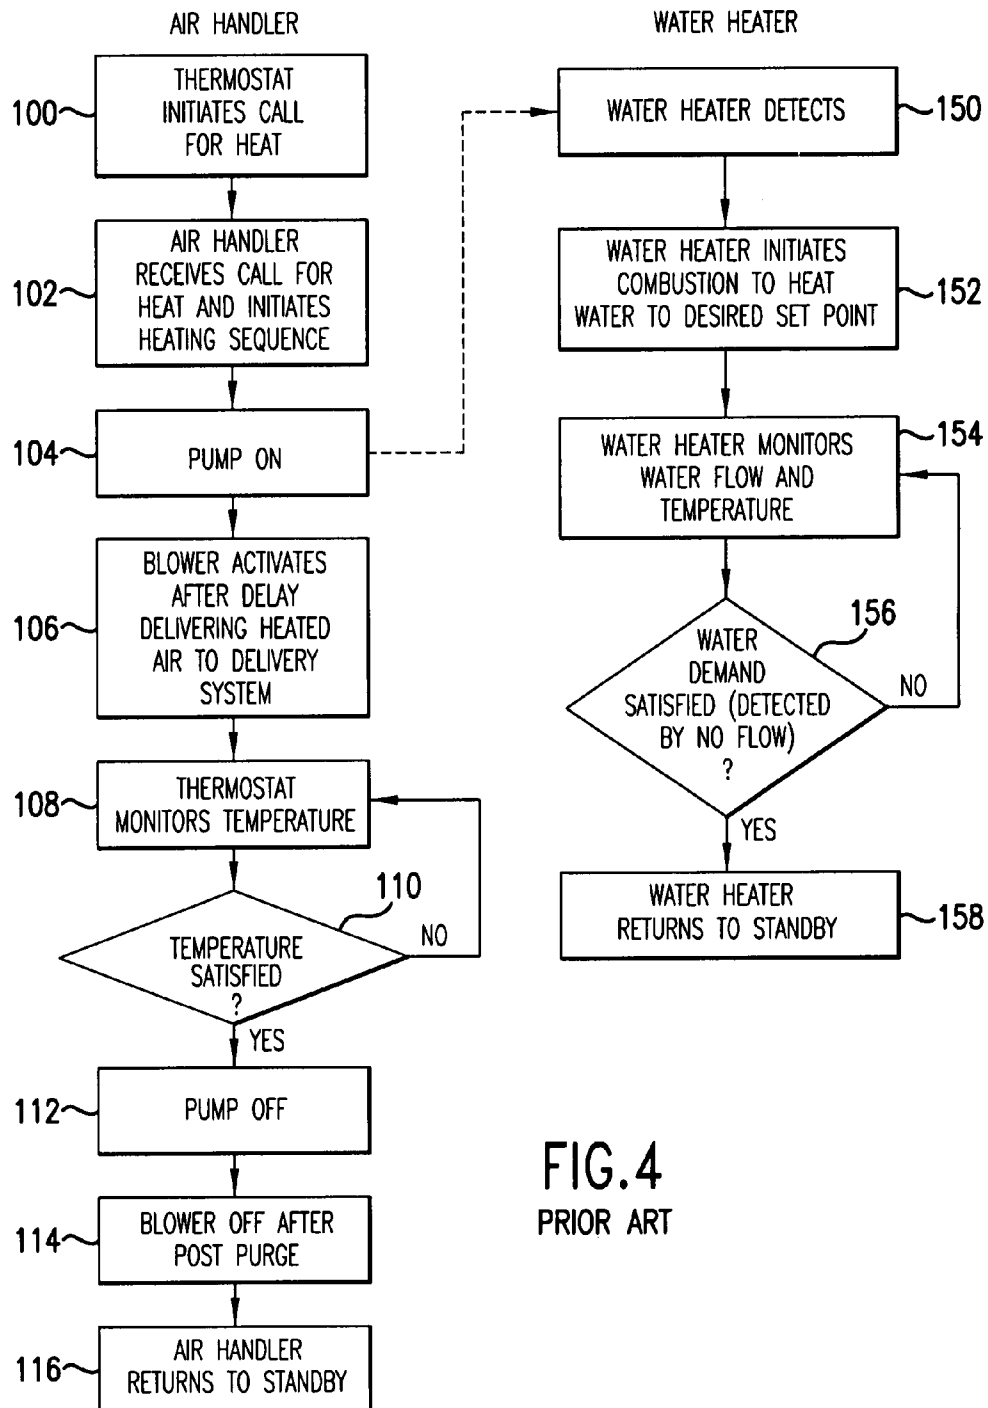 AIR HANDLER
100
THERMOSTAT
INITIATES CALL
FOR HEAT
102
AIR HANDLER
RECEIVES CALL FOR
HEAT AND INITIATES
HEATING SEQUENCE
104
PUMP ON
106
BLOWER ACTIVATES
AFTER DELAY
DELIVERING HEATED
AIR TO DELIVERY
SYSTEM
108
THERMOSTAT
MONITORS TEMPERATURE
110
TEMPERATURE
SATISFIED
?
NO
YES
112
PUMP OFF
114
BLOWER OFF AFTER
POST PURGE
116
AIR HANDLER
RETURNS TO STANDBY
WATER HEATER
WATER HEATER DETECTS
150
WATER HEATER INITIATES
COMBUSTION TO HEAT
WATER TO DESIRED SET POINT
152
WATER HEATER MONITORS
WATER FLOW AND
TEMPERATURE
154
156
WATER
DEMAND
SATISFIED (DETECTED
BY NO FLOW)
?
NO
YES
WATER HEATER
RETURNS TO STANDBY
158
FIG.4
PRIOR ART